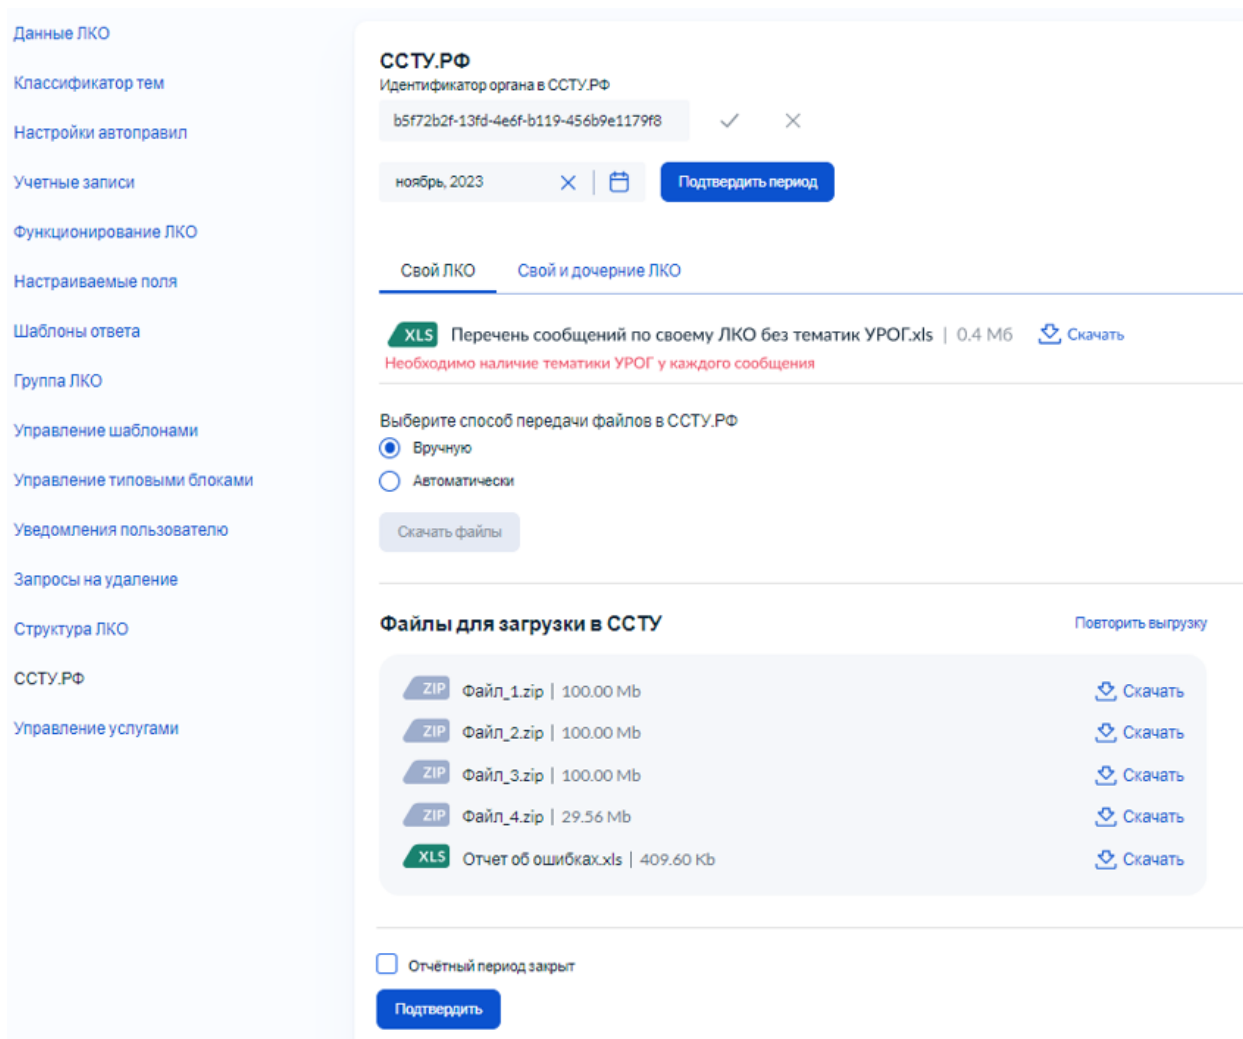 Данные ЛКО
Классификатор тем
Настройки автоправил
Учетные записи
Функционирование ЛКО
Настраиваемые поля
Шаблоны ответа
Группа ЛКО
Управление шаблонами
Управление типовыми блоками
Уведомления пользователю
Запросы на удаление
Структура ЛКО
ССТУ.РФ
Управление услугами
ССТУ.РФ
Идентификатор органа в ССТУ.РФ
b5f72b2f-13fd-4e6f-b119-456b9e1179f8
ноябрь, 2023 Подтвердить период
Свой ЛКО Свой и дочерние ЛКО
XLS Перечень сообщений по своему ЛКО без тематик УРОГ.xls | 0.4 Мб Скачать
Необходимо наличие тематики УРОГ у каждого сообщения
Выберите способ передачи файлов в ССТУ.РФ
Вручную
Автоматически
Скачать файлы
Файлы для загрузки в ССТУ Повторить выгрузку
ZIP Файл_1.zip | 100.00 Mb Скачать
ZIP Файл_2.zip | 100.00 Mb Скачать
ZIP Файл_3.zip | 100.00 Mb Скачать
ZIP Файл_4.zip | 29.56 Mb Скачать
XLS Отчет об ошибках.xls | 409.60 Kb Скачать
Отчётный период закрыт
Подтвердить